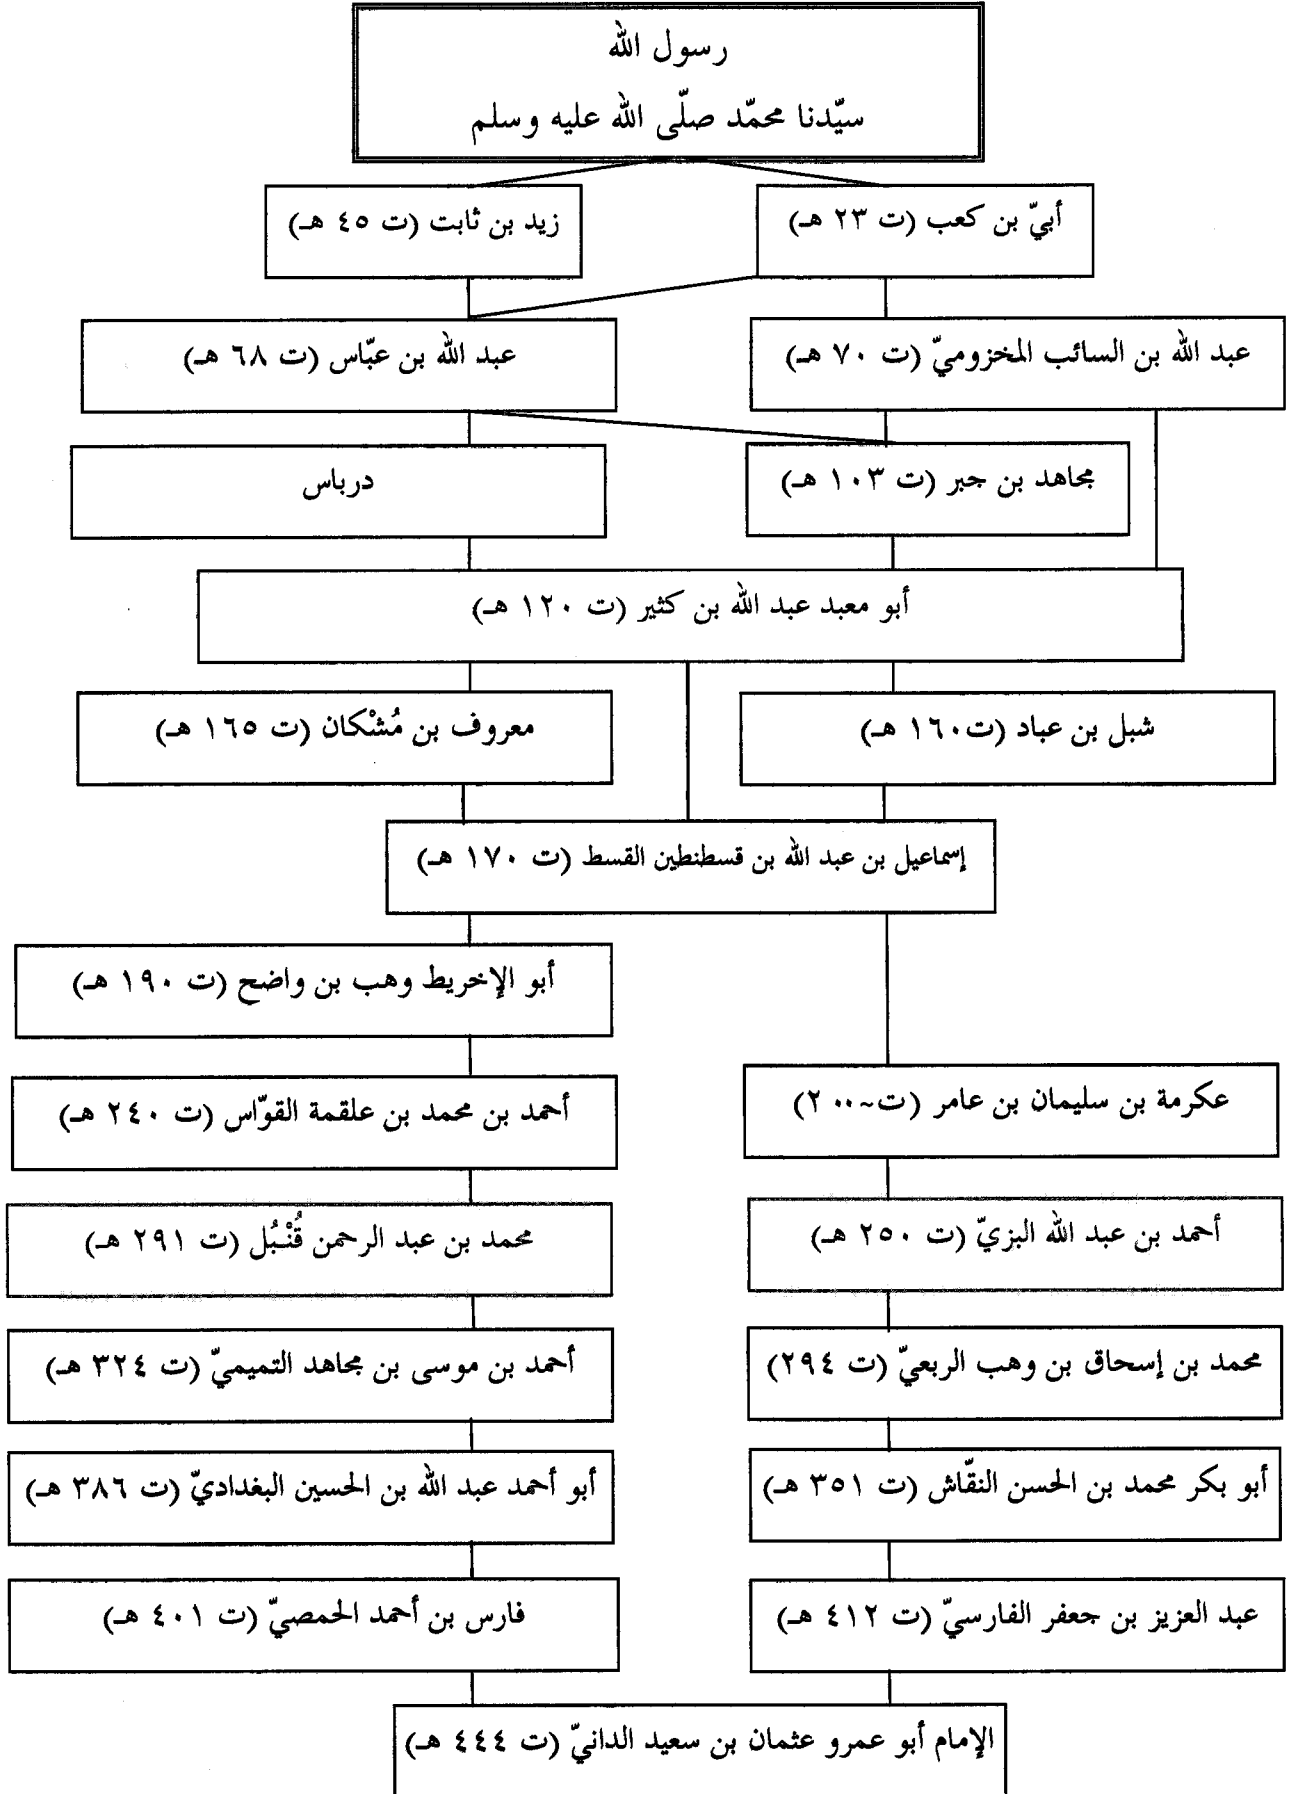 رسول الله
سيّدنا محمّد صلّى الله عليه وسلم
أبيّ بن كعب (ت ٢٣ هـ)
زيد بن ثابت (ت ٤٥ هـ)
عبد الله بن السائب المخزوميّ (ت ٧٠ هـ)
عبد الله بن عبّاس (ت ٦٨ هـ)
مجاهد بن جبر (ت ١٠٣ هـ)
درباس
أبو معبد عبد الله بن كثير (ت ١٢٠ هـ)
شبل بن عباد (ت١٦٠ هـ)
معروف بن مُشْكان (ت ١٦٥ هـ)
إسماعيل بن عبد الله بن قسطنطين القسط (ت ١٧٠ هـ)
أبو الإخريط وهب بن واضح (ت ١٩٠ هـ)
عكرمة بن سليمان بن عامر (ت~٢٠٠)
أحمد بن محمد بن علقمة القوّاس (ت ٢٤٠ هـ)
أحمد بن عبد الله البزيّ (ت ٢٥٠ هـ)
محمد بن عبد الرحمن قُنْبُل (ت ٢٩١ هـ)
محمد بن إسحاق بن وهب الربعيّ (ت ٢٩٤)
أحمد بن موسى بن مجاهد التميميّ (ت ٣٢٤ هـ)
أبو بكر محمد بن الحسن النقّاش (ت ٣٥١ هـ)
أبو أحمد عبد الله بن الحسين البغداديّ (ت ٣٨٦ هـ)
عبد العزيز بن جعفر الفارسيّ (ت ٤١٢ هـ)
فارس بن أحمد الحمصيّ (ت ٤٠١ هـ)
الإمام أبو عمرو عثمان بن سعيد الدانيّ (ت ٤٤٤ هـ)